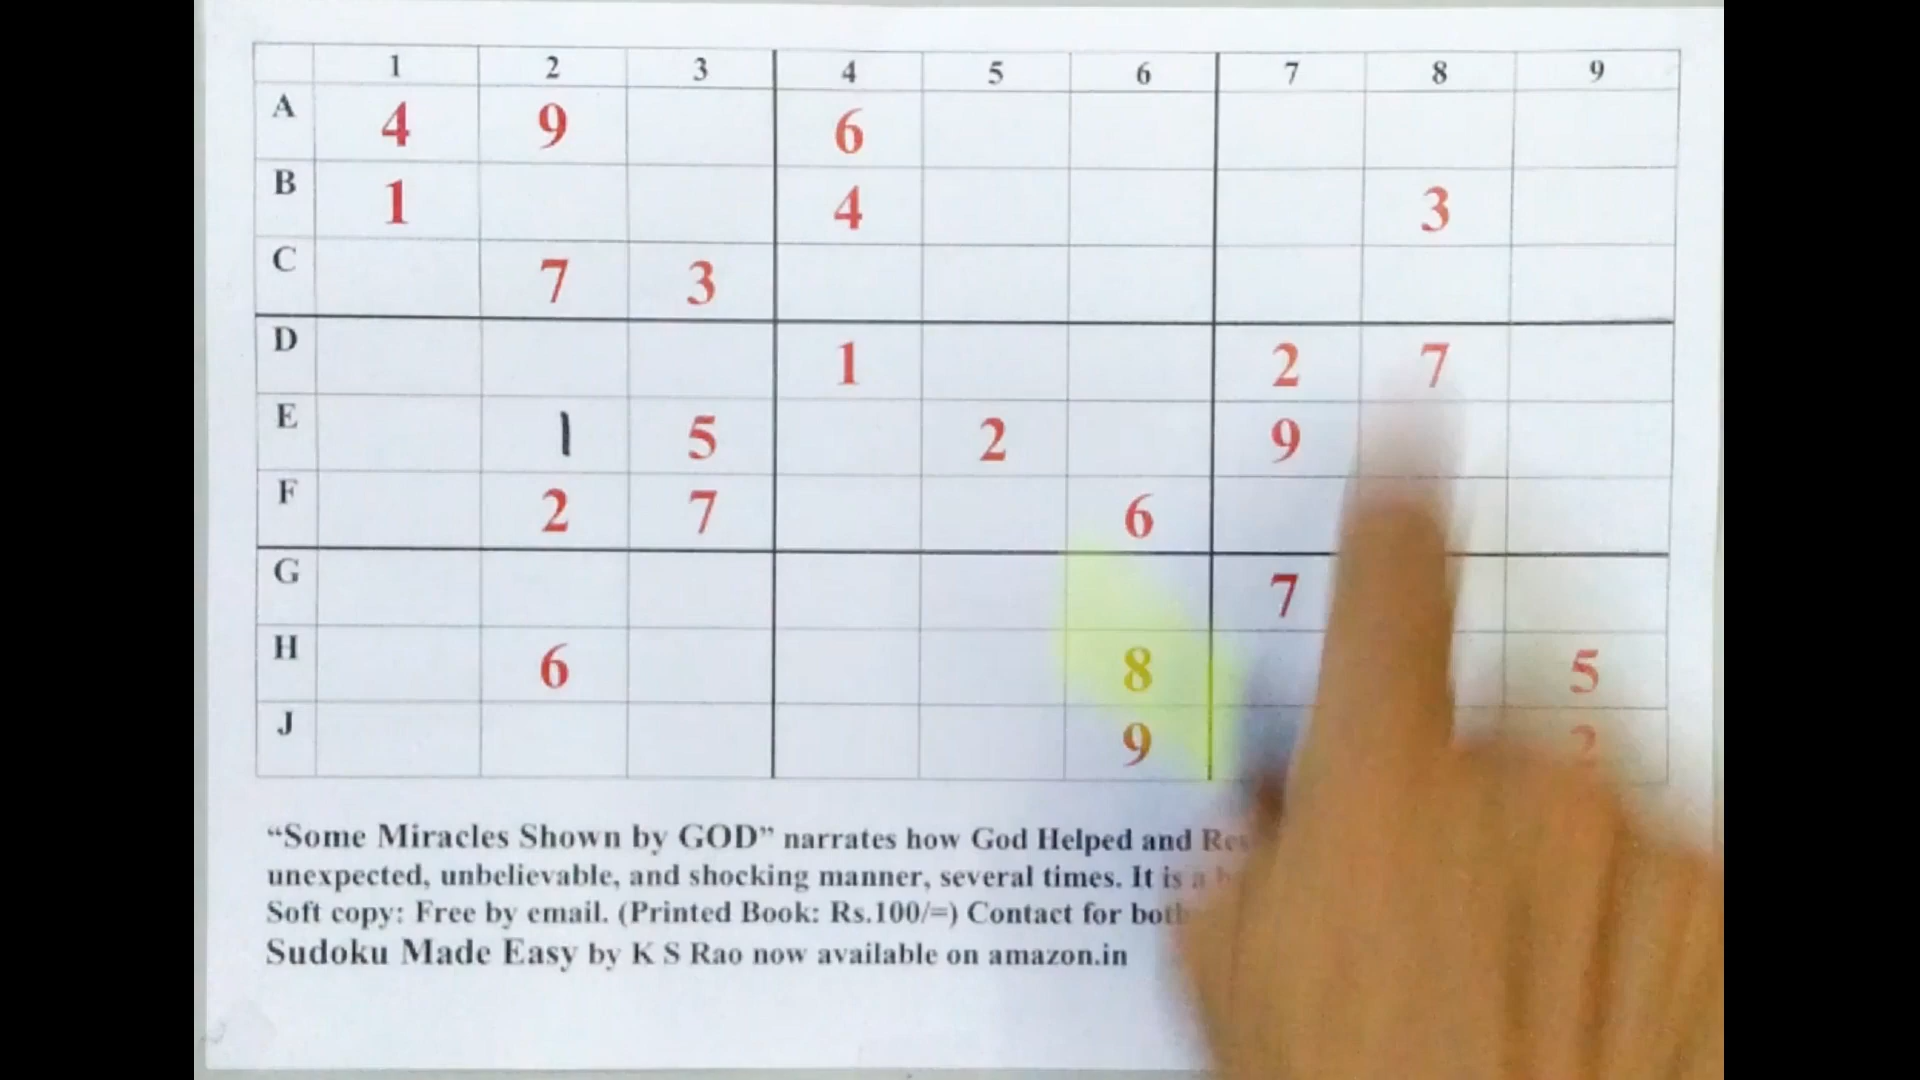 1 2 3 4 5 6 7 8 9
A 4 9 6
B 1 4 3
C 7 3
D 1 2 7
E 1 5 2 9
F 2 7 6
G 7
H 6 8 5
J 9 2
“Some Miracles Shown by GOD” narrates how God Helped and
unexpected, unbelievable, and shocking manner, several times. It is a
Soft copy: Free by email. (Printed Book: Rs.100/=) Contact for both
Sudoku Made Easy by K S Rao now available on amazon.in